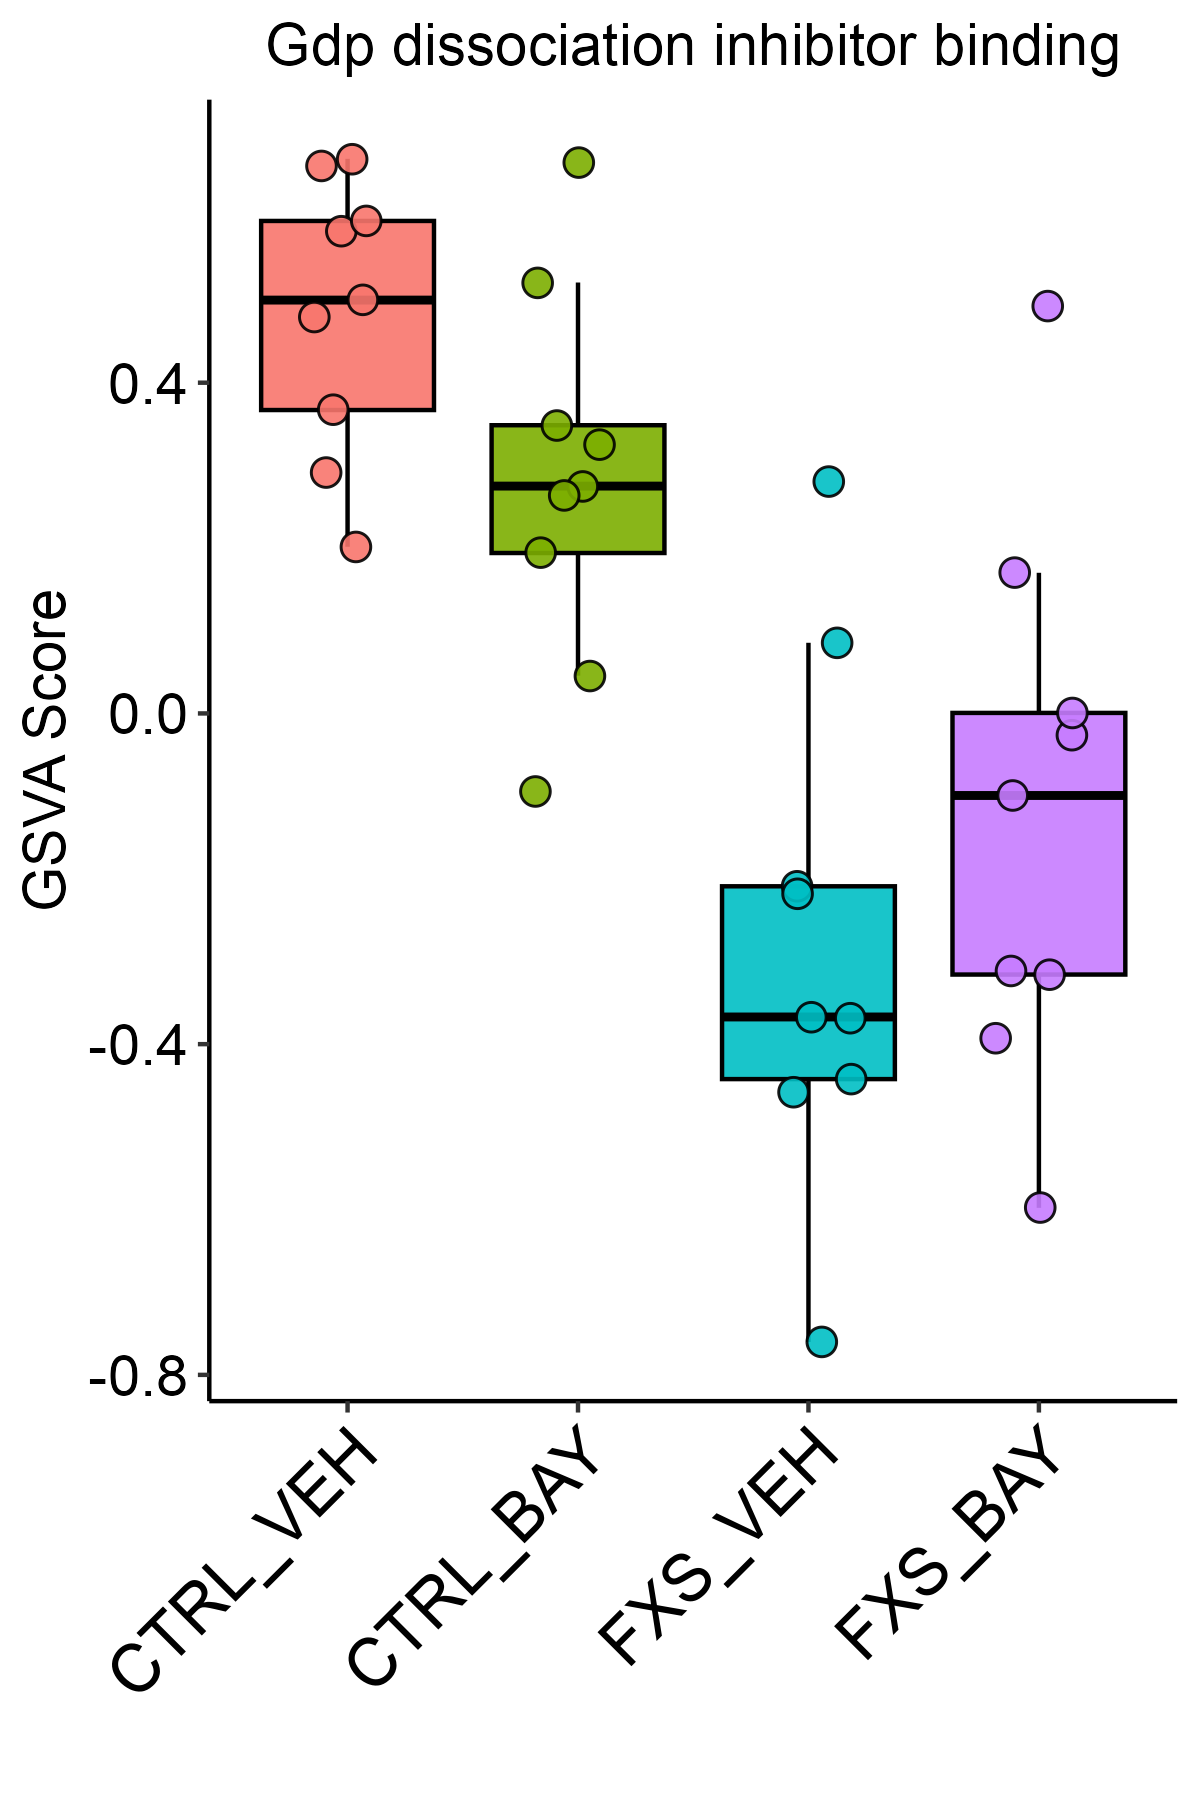 Gdp dissociation inhibitor binding
GSVA Score
0.4
0.0
-0.4
-0.8
CTRL_VEH
CTRL_BAY
FXS_VEH
FXS_BAY